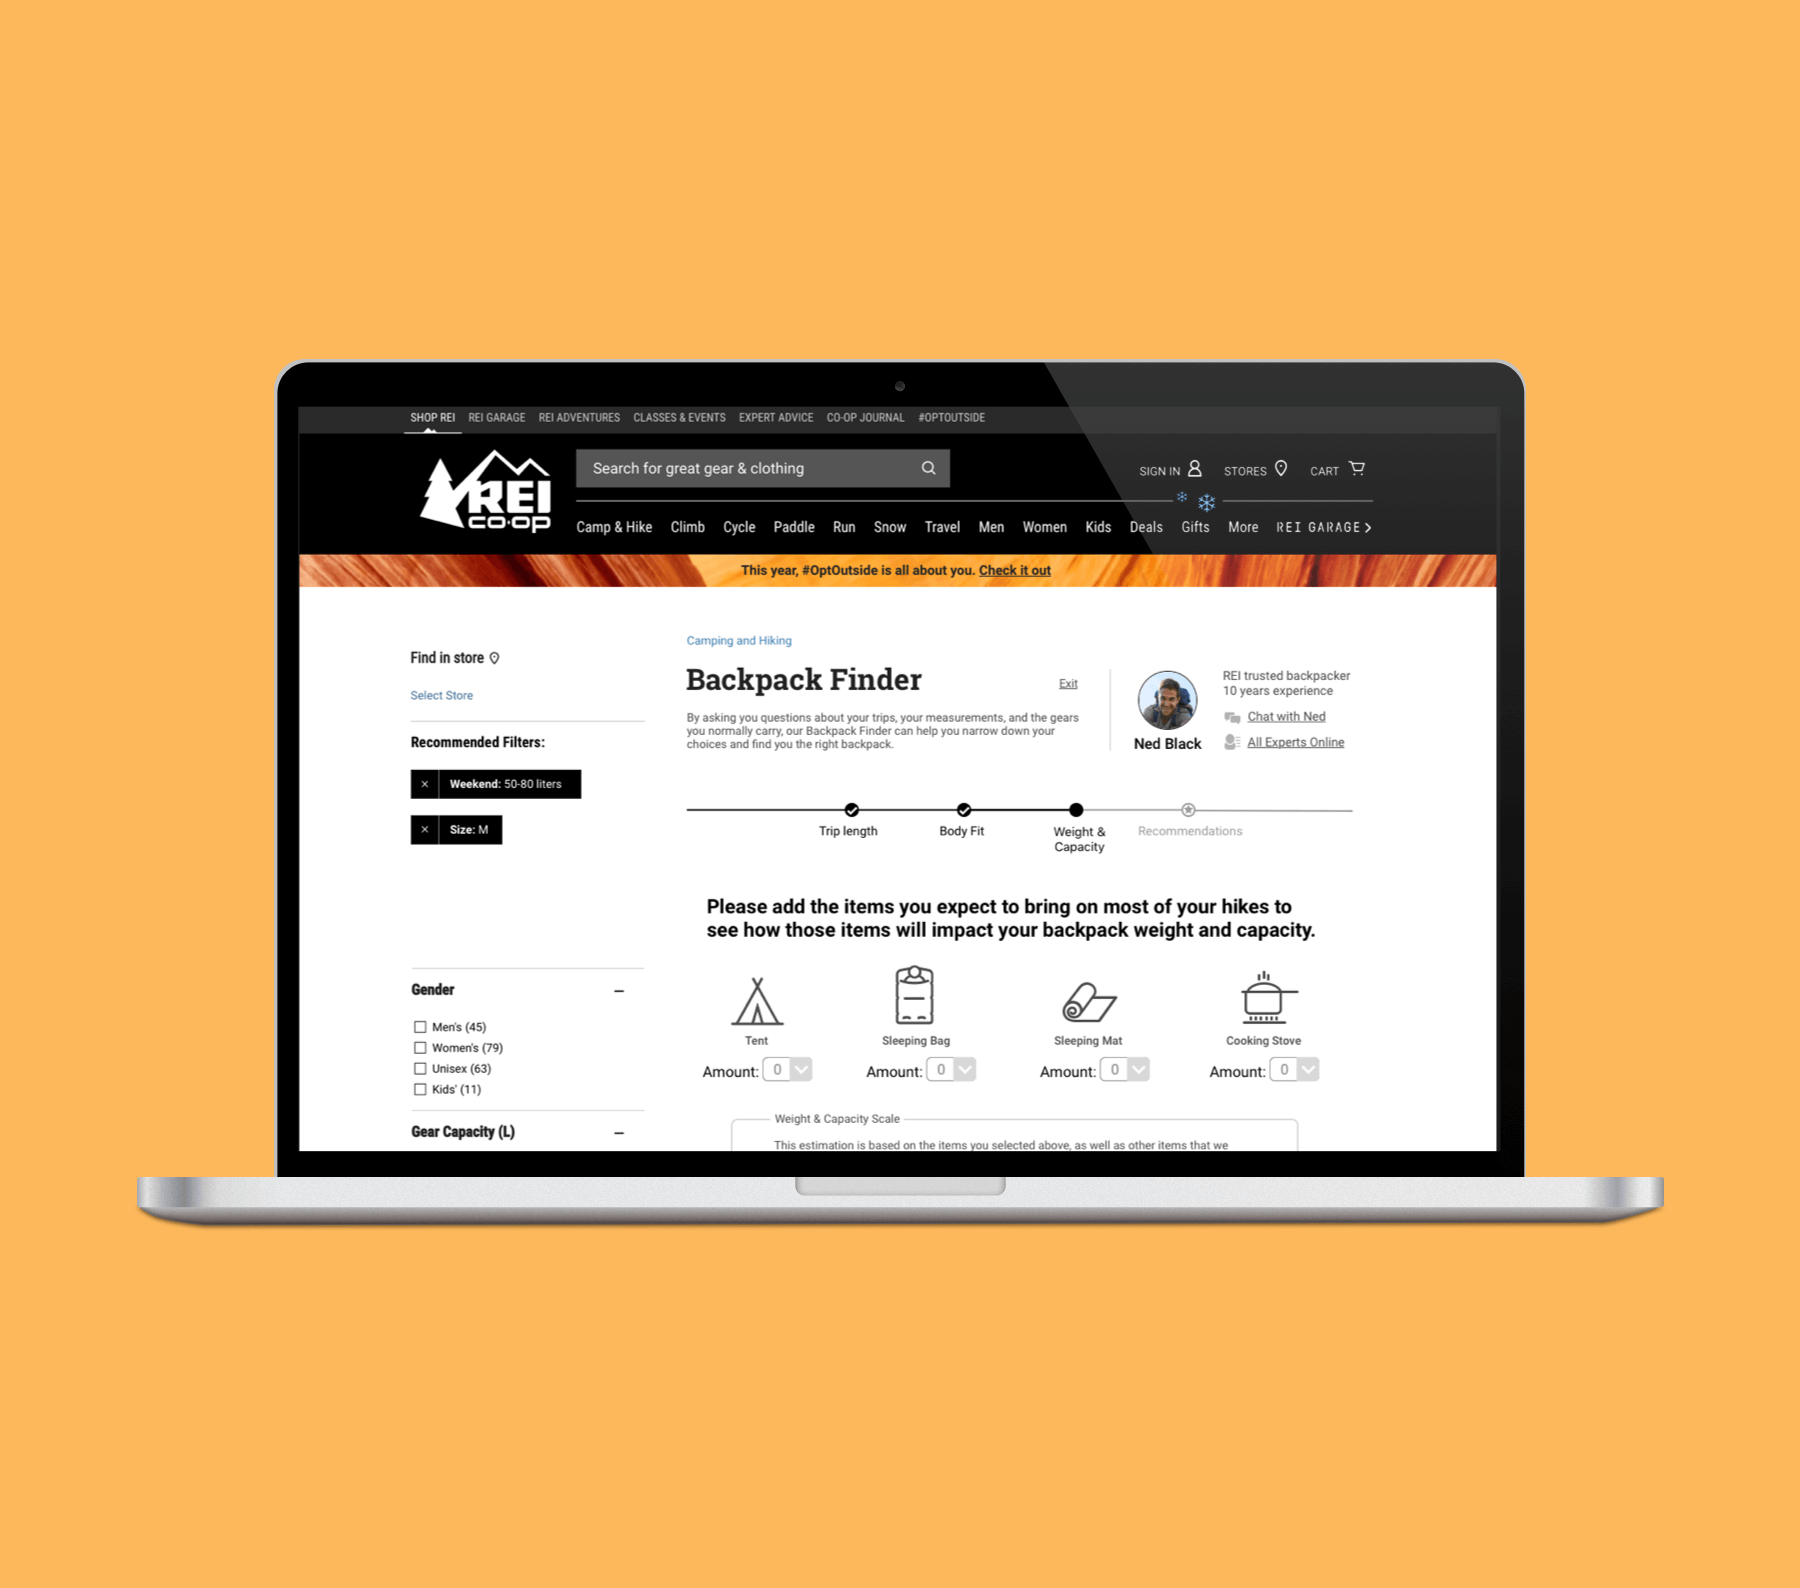 SHOP REI REI GARAGE REI ADVENTURES CLASSES & EVENTS EXPERT ADVICE CO-OP JOURNAL #OPTOUTSIDE
REI
CO·OP
Search for great gear & clothing
SIGN IN STORES CART
Camp & Hike Climb Cycle Paddle Run Snow Travel Men Women Kids Deals Gifts More REI GARAGE >
This year, #OptOutside is all about you. Check it out
Find in store
Select Store
Recommended Filters:
× Weekend: 50-80 liters
× Size: M
Gender –
Men's (45)
Women's (79)
Unisex (63)
Kids' (11)
Gear Capacity (L) –
Camping and Hiking
Backpack Finder
Exit
By asking you questions about your trips, your measurements, and the gears
you normally carry, our Backpack Finder can help you narrow down your
choices and find you the right backpack.
Ned Black
REI trusted backpacker
10 years experience
Chat with Ned
All Experts Online
Trip length
Body Fit
Weight &
Capacity
Recommendations
Please add the items you expect to bring on most of your hikes to
see how those items will impact your backpack weight and capacity.
Tent
Amount: 0
Sleeping Bag
Amount: 0
Sleeping Mat
Amount: 0
Cooking Stove
Amount: 0
Weight & Capacity Scale
This estimation is based on the items you selected above, as well as other items that we